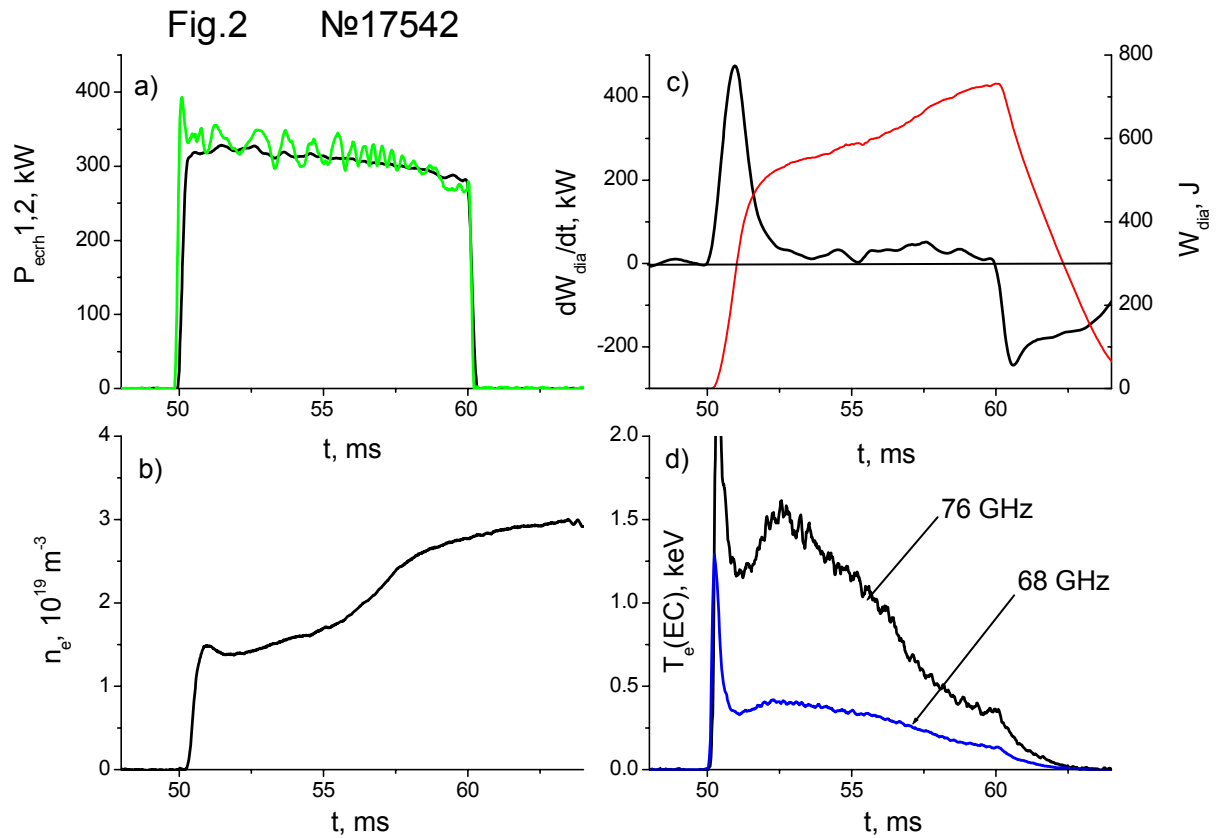 Fig.2 №17542
a)
P_ecrh1,2, kW
400
300
300
100
0
50 55 60
t, ms
c)
dW_dia/dt, kW
400
200
0
-200
W_dia, J
800
600
400
200
0
50 55 60
t, ms
b)
n_e, 10^19 m^-3
4
3
2
1
0
50 55 60
t, ms
d)
T_e(EC), keV
2.0
1.5
1.0
0.5
0.0
76 GHz
68 GHz
50 55 60
t, ms